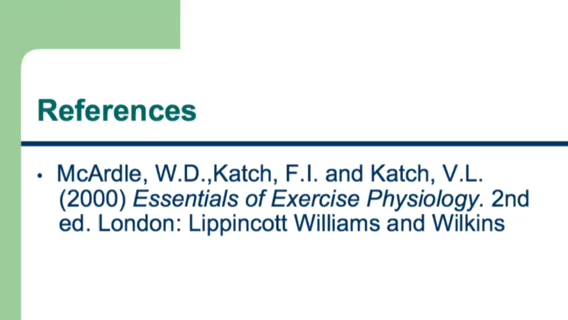 References
• McArdle, W.D.,Katch, F.I. and Katch, V.L.
(2000) Essentials of Exercise Physiology. 2nd
ed. London: Lippincott Williams and Wilkins